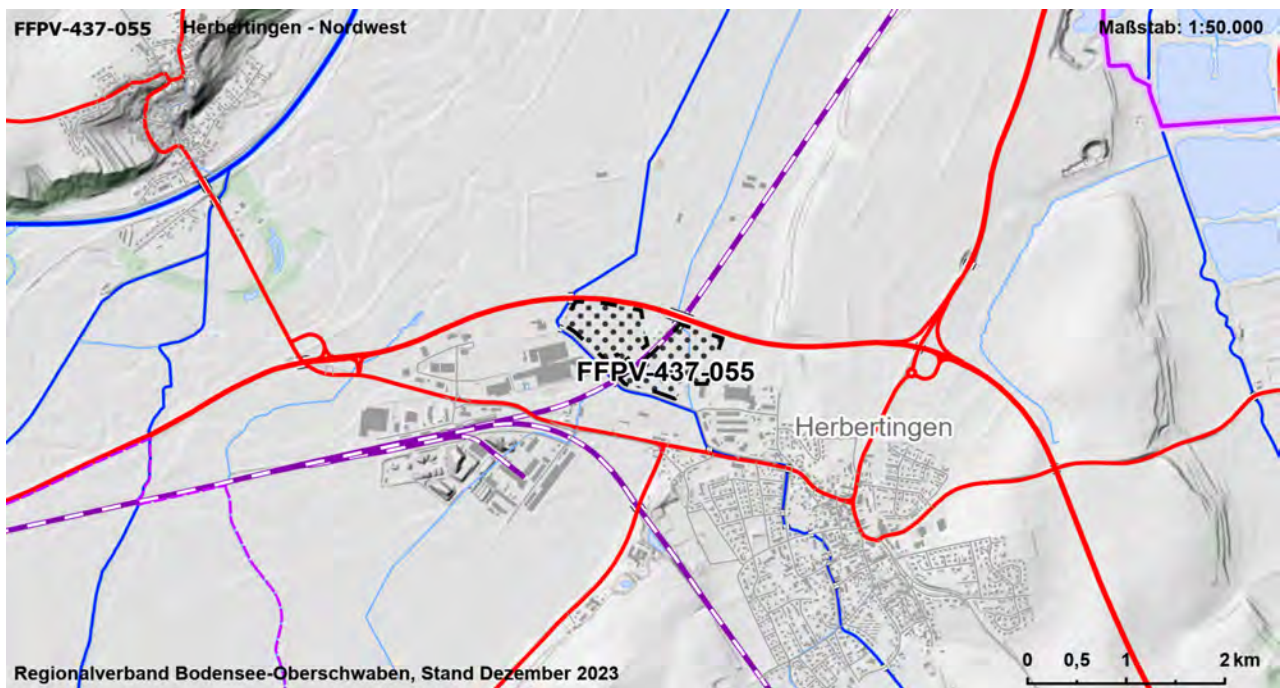 FFPV-437-055 Herbertingen - Nordwest Maßstab: 1:50.000
FFPV-437-055
Herbertingen
Regionalverband Bodensee-Oberschwaben, Stand Dezember 2023
0 0,5 1 2 km